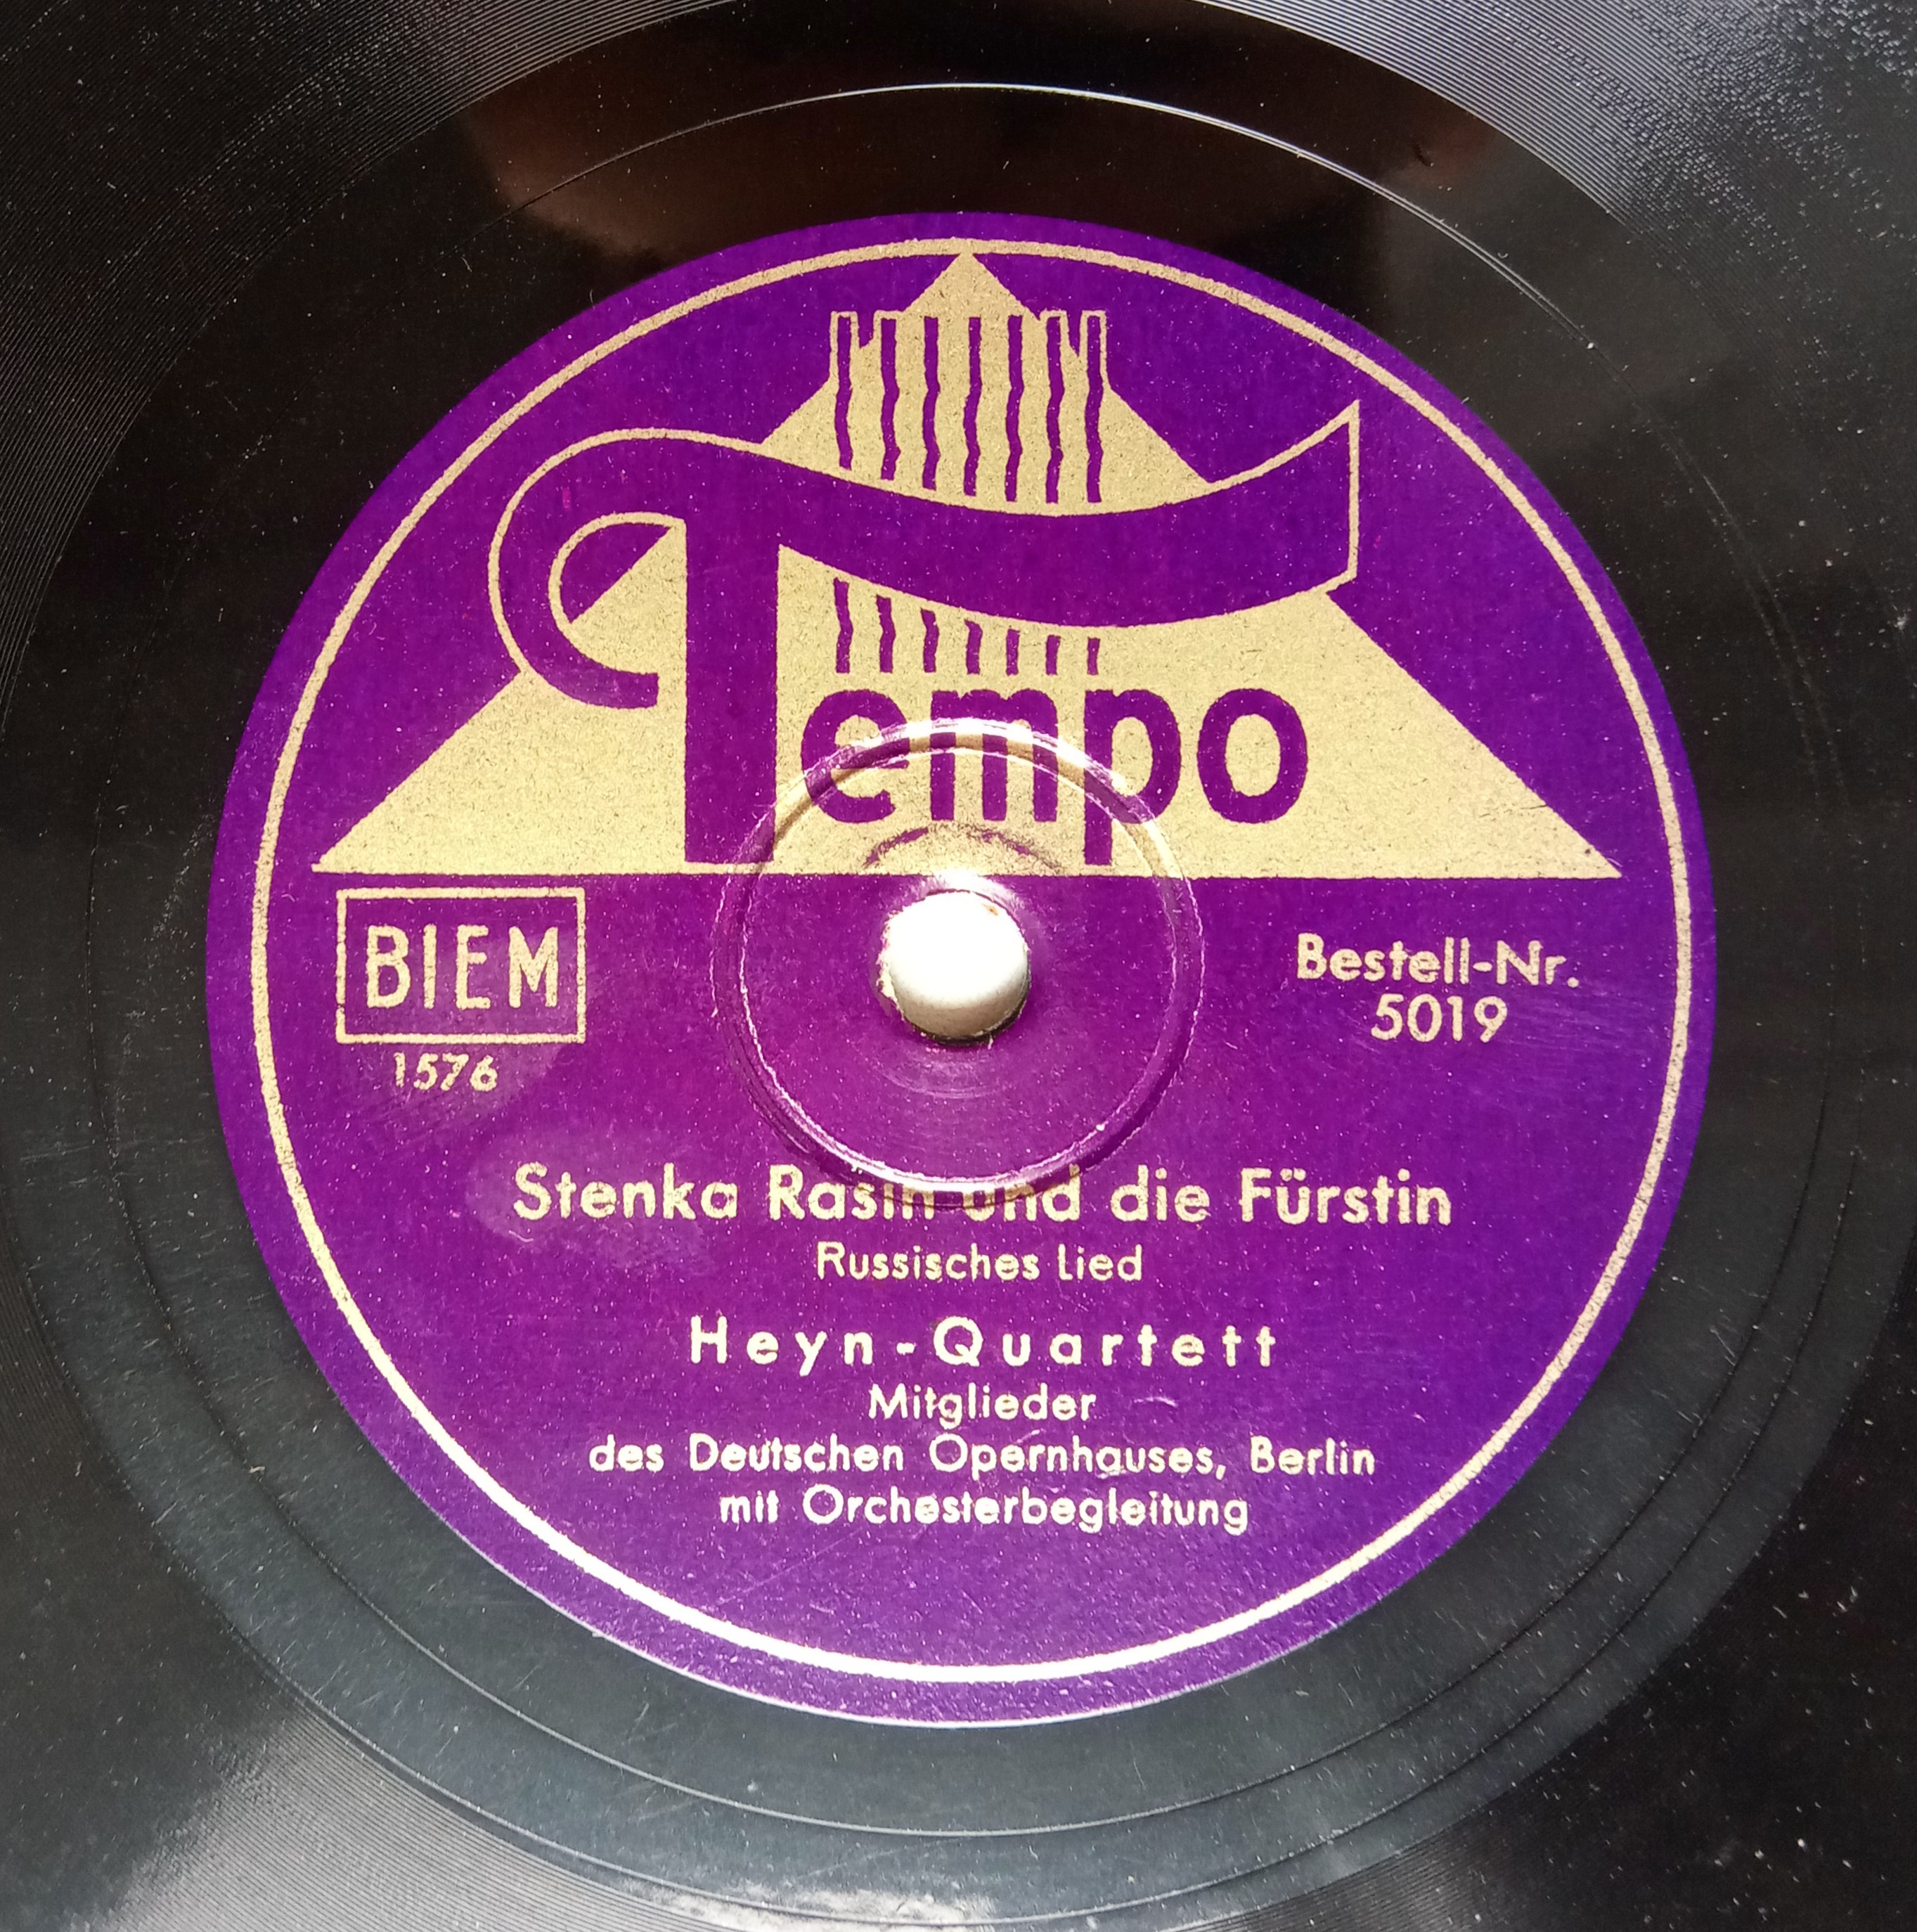 Tempo
BIEM
1576
Bestell-Nr.
5019
Stenka Rasin und die Fürstin
Russisches Lied
Heyn-Quartett
Mitglieder
des Deutschen Opernhauses, Berlin
mit Orchesterbegleitung